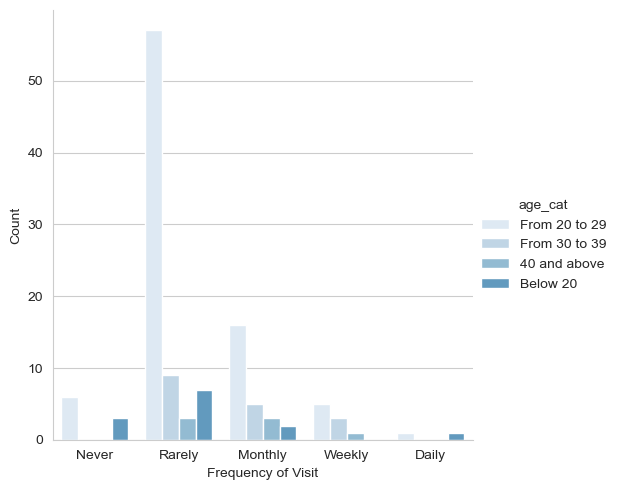 Count
50
40
30
20
10
0
Never
Rarely
Monthly
Weekly
Daily
Frequency of Visit
age_cat
From 20 to 29
From 30 to 39
40 and above
Below 20